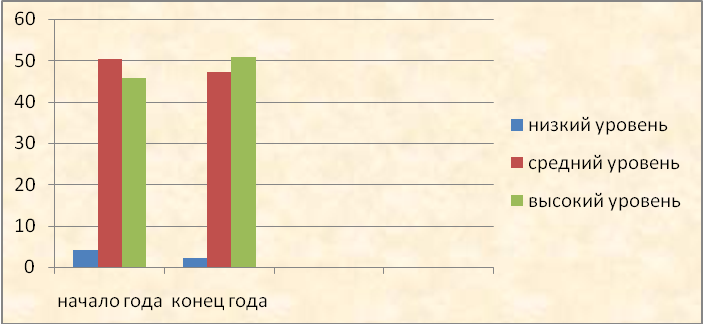 60
50
40
30
20
10
0
начало года конец года
низкий уровень
средний уровень
высокий уровень